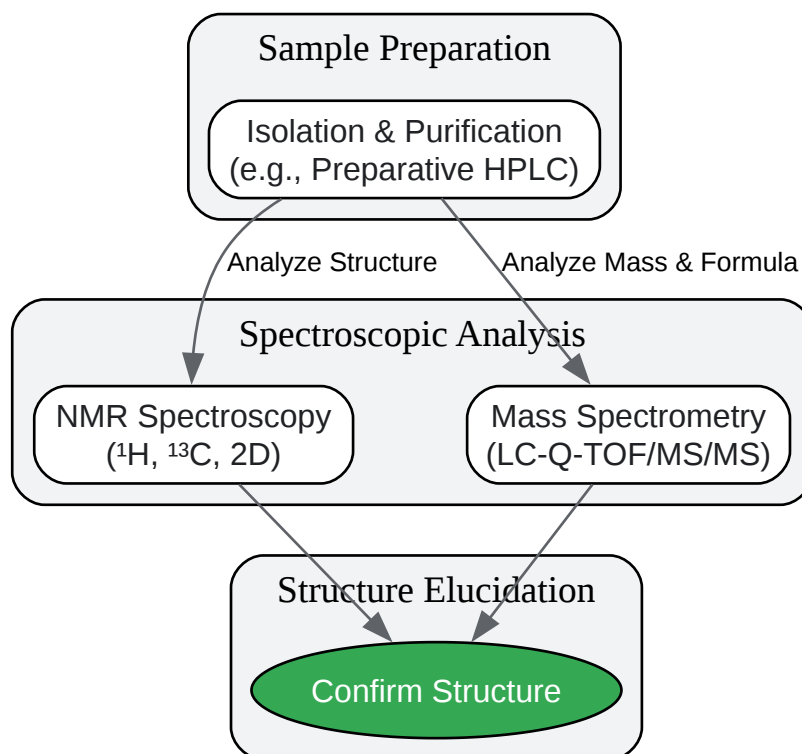 Sample Preparation
Isolation & Purification
(e.g., Preparative HPLC)
Analyze Structure
Analyze Mass & Formula
Spectroscopic Analysis
NMR Spectroscopy
(¹H, ¹³C, 2D)
Mass Spectrometry
(LC-Q-TOF/MS/MS)
Structure Elucidation
Confirm Structure